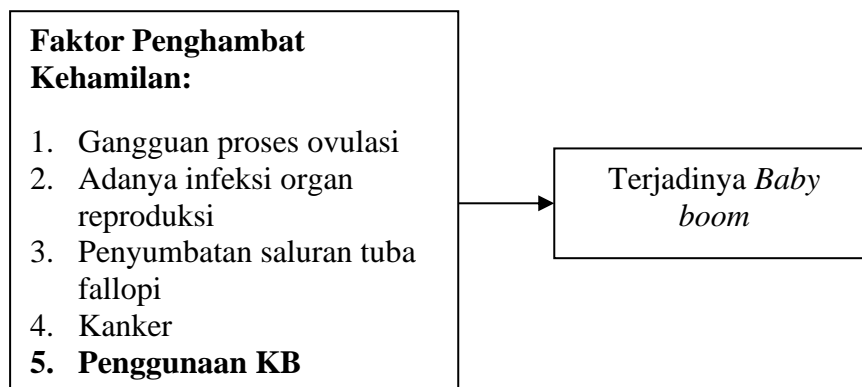 Faktor Penghambat
Kehamilan:
1. Gangguan proses ovulasi
2. Adanya infeksi organ
reproduksi
3. Penyumbatan saluran tuba
fallopi
4. Kanker
5. Penggunaan KB
Terjadinya Baby
boom